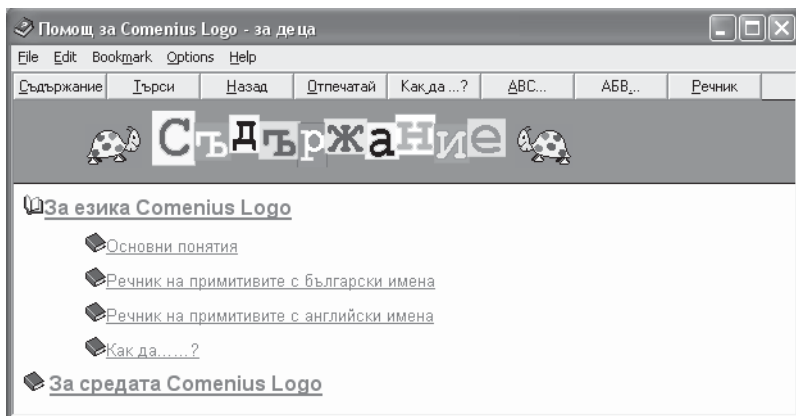 Помощ за Comenius Logo - за деца
File Edit Bookmark Options Help
Съдържание Търси Назад Отпечатай Как да ...? ABC... АБВ... Речник
Съдържание
За езика Comenius Logo
Основни понятия
Речник на примитивите с български имена
Речник на примитивите с английски имена
Как да......?
За средата Comenius Logo